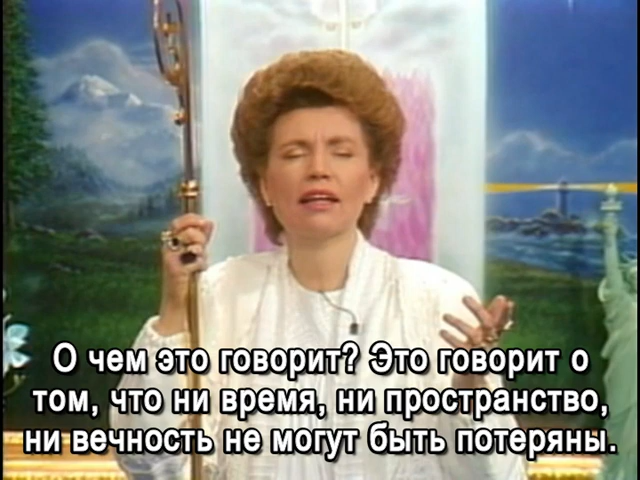 О чем это говорит? Это говорит о
том, что ни время, ни пространство,
ни вечность не могут быть потеряны.